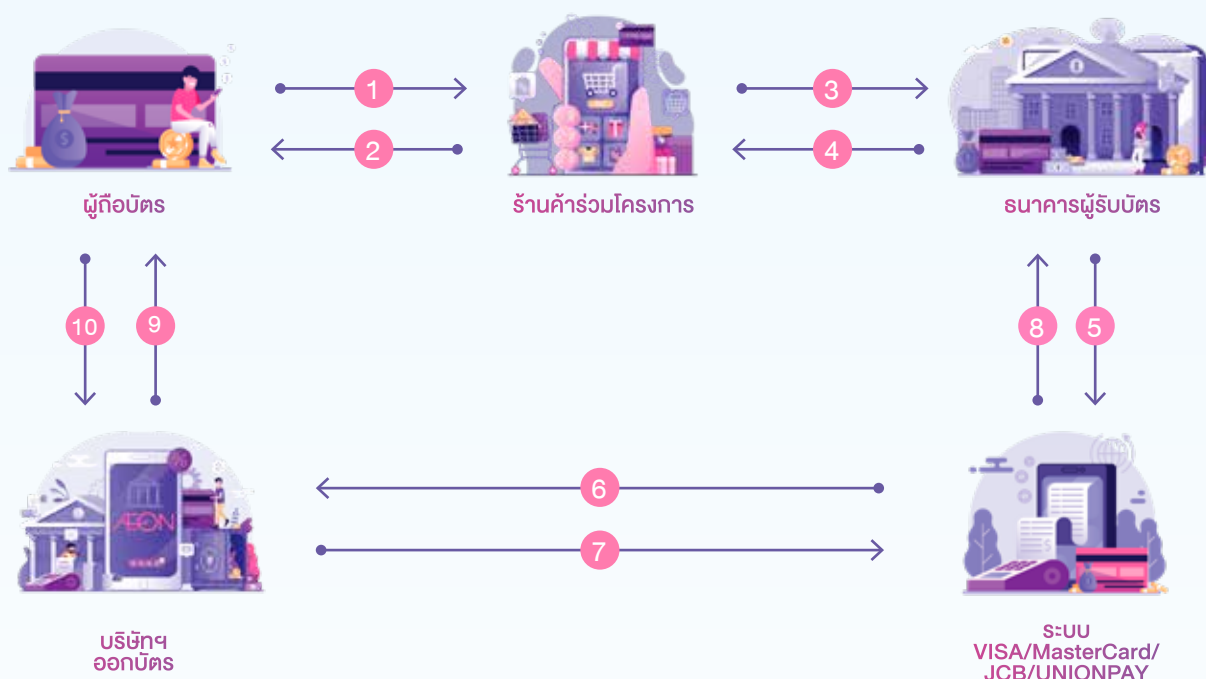 1
3
2
4
ผู้ถือบัตร
ร้านค้าร่วมโครงการ
ธนาคารผู้รับบัตร
10
9
8
5
6
7
ÆON
บริษัทฯ
ออกบัตร
ระบบ
VISA/MasterCard/
JCB/UNIONPAY